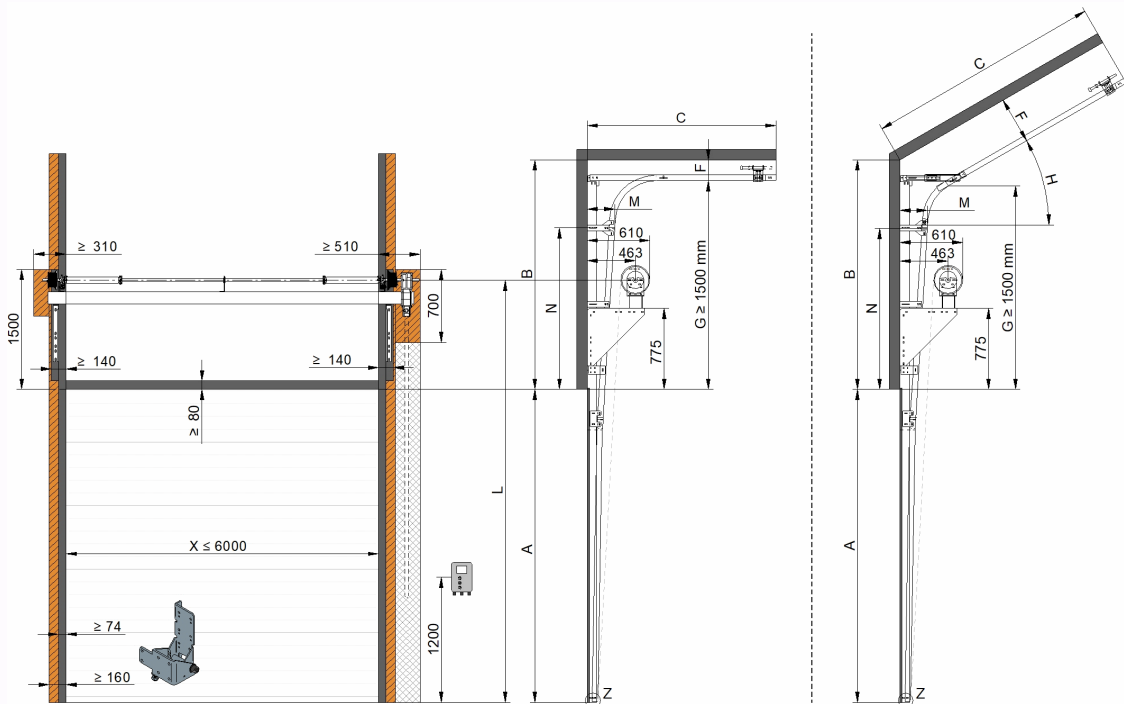 ≥ 310
≥ 510
1500
700
≥ 140
≥ 140
≥ 80
X ≤ 6000
≥ 74
≥ 160
1200
L
C
F
M
610
463
B
N
G ≥ 1500 mm
775
A
Z
C
F
H
M
610
463
B
N
G ≥ 1500 mm
775
A
Z